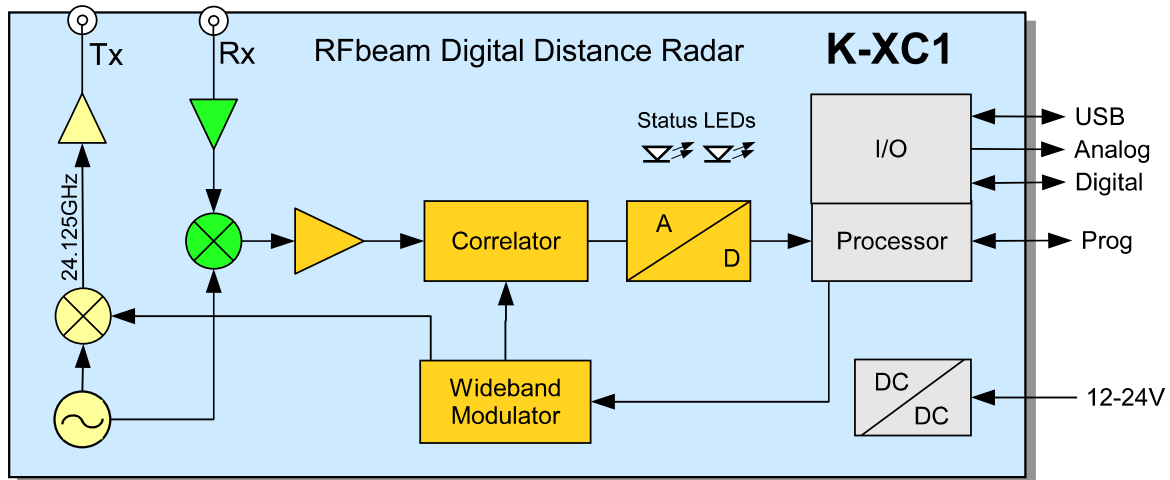 Tx
Rx
RFbeam Digital Distance Radar
K-XC1
Status LEDs
I/O
USB
Analog
Digital
24.125GHz
Correlator
A
D
Processor
Prog
Wideband
Modulator
DC
DC
12-24V